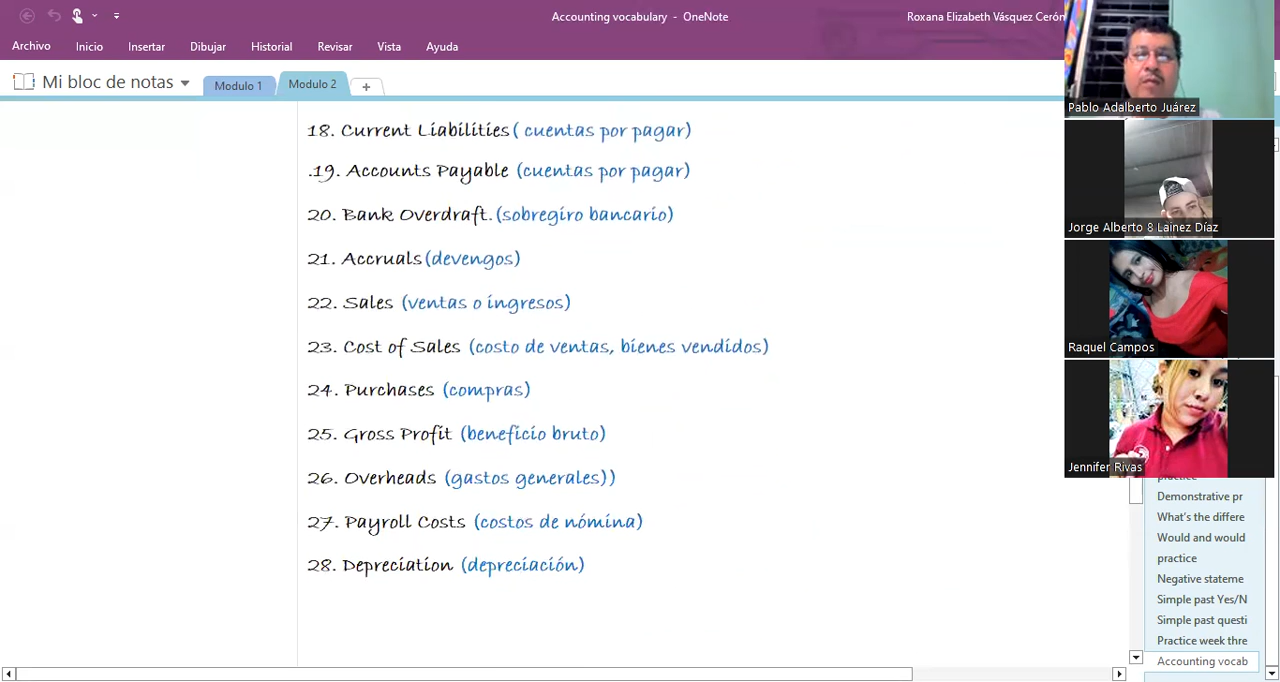 Accounting vocabulary - OneNote
Roxana Elizabeth Vásquez Cerón
Archivo Inicio Insertar Dibujar Historial Revisar Vista Ayuda
Mi bloc de notas Modulo 1 Modulo 2 +
18. Current Liabilities ( cuentas por pagar)
.19. Accounts Payable (cuentas por pagar)
20. Bank Overdraft. (sobregiro bancario)
21. Accruals (devengos)
22. Sales (ventas o ingresos)
23. Cost of Sales (costo de ventas, bienes vendidos)
24. Purchases (compras)
25. Gross Profit (beneficio bruto)
26. Overheads (gastos generales))
27. Payroll Costs (costos de nómina)
28. Depreciation (depreciación)
Pablo Adalberto Juárez
Jorge Alberto 8 Lainez Díaz
Raquel Campos
Jennifer Rivas
practice
Demonstrative pr
What's the differe
Would and would
practice
Negative stateme
Simple past Yes/N
Simple past questi
Practice week thre
Accounting vocab